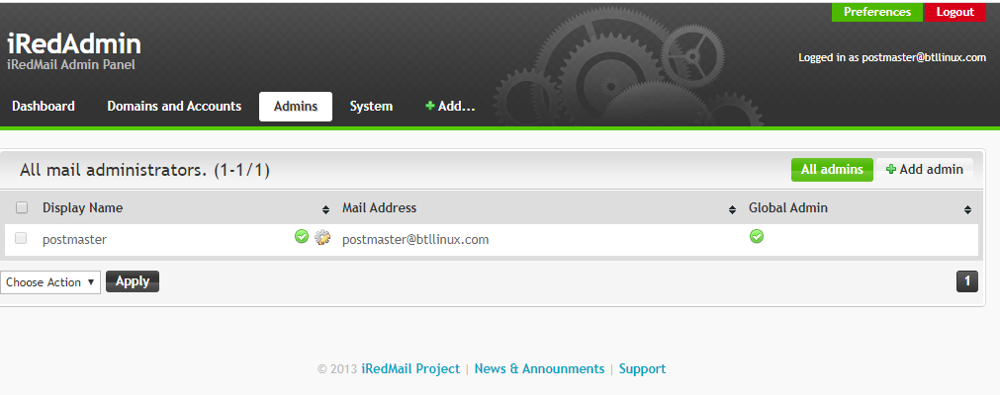 Preferences Logout
iRedAdmin
iRedMail Admin Panel
Logged in as postmaster@btllinux.com
Dashboard Domains and Accounts Admins System Add...
All mail administrators. (1-1/1) All admins Add admin
Display Name Mail Address Global Admin
postmaster postmaster@btllinux.com
Choose Action Apply 1
© 2013 iRedMail Project | News & Announments | Support